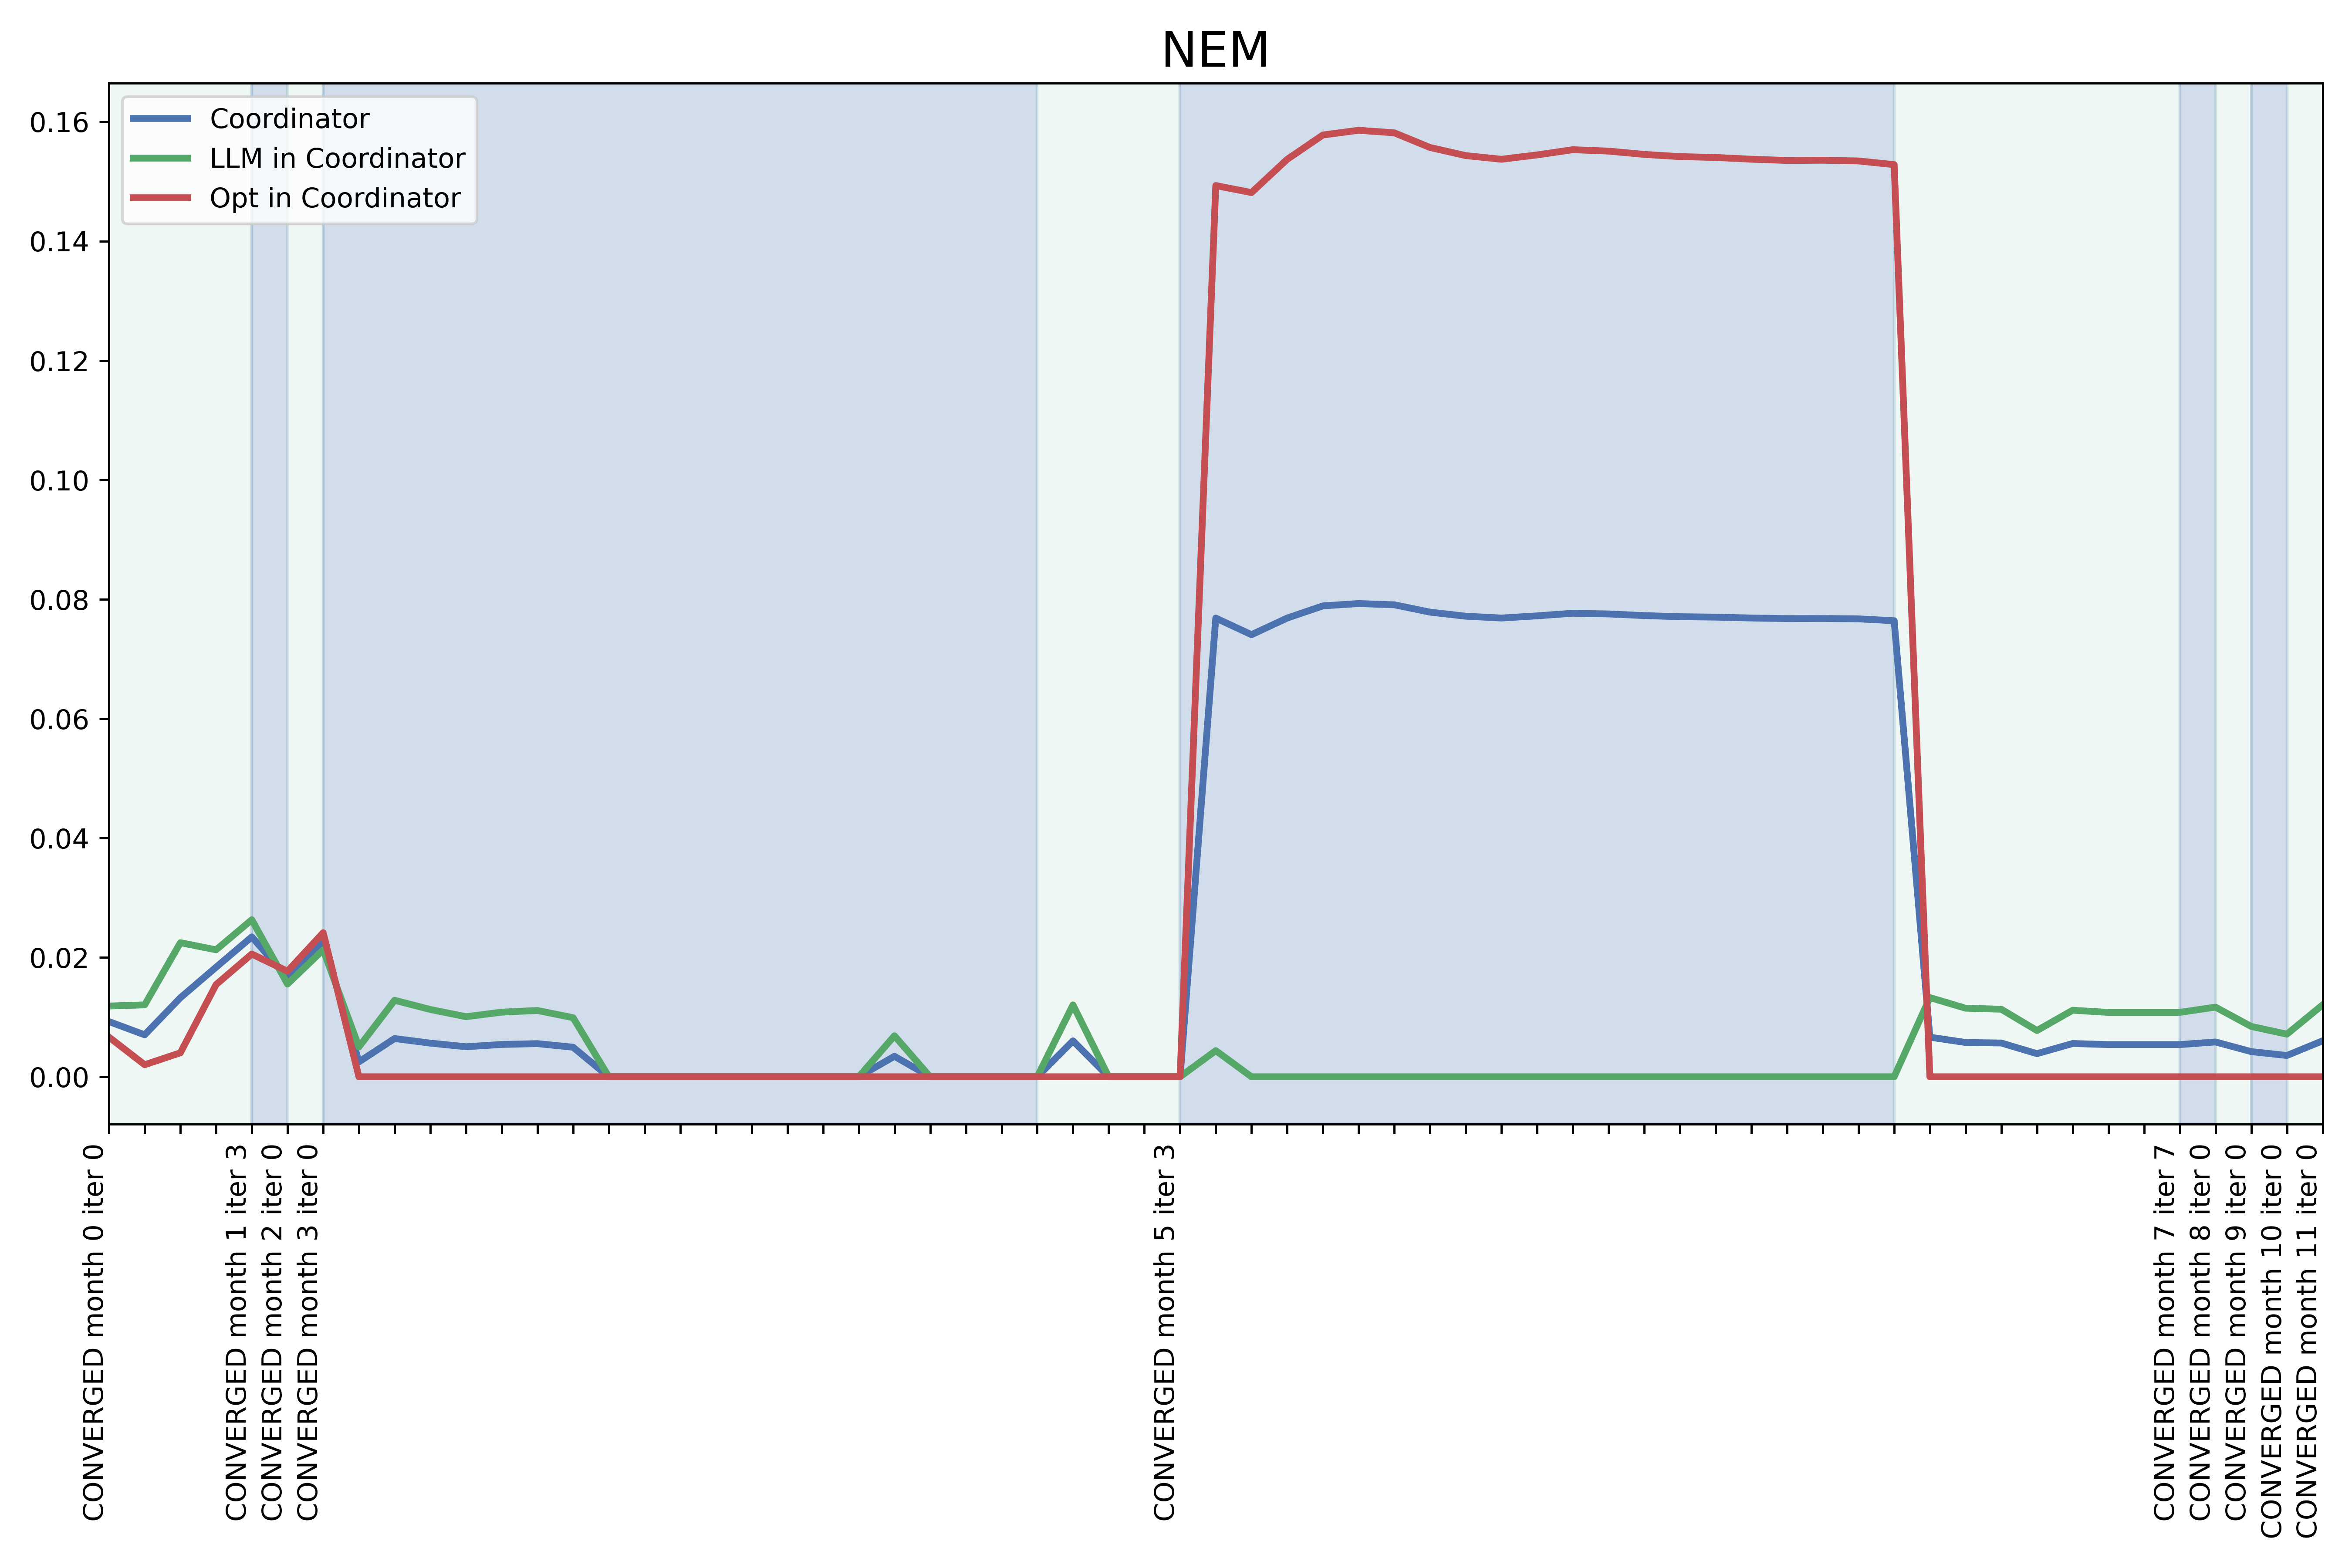 NEM
Coordinator
LLM in Coordinator
Opt in Coordinator
0.16
0.14
0.12
0.10
0.08
0.06
0.04
0.02
0.00
CONVERGED month 0 iter 0
CONVERGED month 1 iter 3
CONVERGED month 2 iter 0
CONVERGED month 3 iter 0
CONVERGED month 5 iter 3
CONVERGED month 7 iter 7
CONVERGED month 8 iter 0
CONVERGED month 9 iter 0
CONVERGED month 10 iter 0
CONVERGED month 11 iter 0